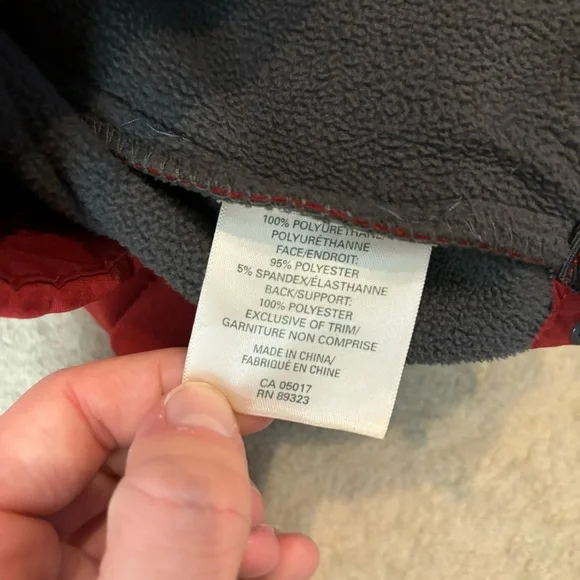 100% POLYURETHANE/
POLYURÉTHANNE
FACE/ENDROIT:
95% POLYESTER
5% SPANDEX/ÉLASTHANNE
BACK/SUPPORT:
100% POLYESTER
EXCLUSIVE OF TRIM/
GARNITURE NON COMPRISE
MADE IN CHINA/
FABRIQUÉ EN CHINE
CA 05017
RN 89323